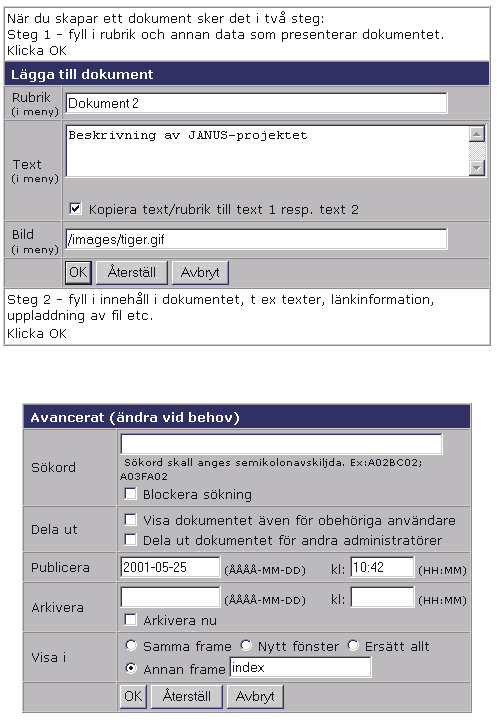 När du skapar ett dokument sker det i två steg:
Steg 1 - fyll i rubrik och annan data som presenterar dokumentet.
Klicka OK
Lägga till dokument
Rubrik
(i meny)
Dokument 2
Text
(i meny)
Beskrivning av JANUS-projektet
Kopiera text/rubrik till text 1 resp. text 2
Bild
(i meny)
/images/tiger.gif
OK Återställ Avbryt
Steg 2 - fyll i innehåll i dokumentet, t ex texter, länkinformation,
uppladdning av fil etc.
Klicka OK
Avancerat (ändra vid behov)
Sökord
Sökord skall anges semikolonavskiljda. Ex:A02BC02;
A03FA02
Blockera sökning
Dela ut
Visa dokumentet även för obehöriga användare
Dela ut dokumentet för andra administratörer
Publicera 2001-05-25 (ÅÅÅÅ-MM-DD) kl: 10:42 (HH:MM)
Arkivera (ÅÅÅÅ-MM-DD) kl: (HH:MM)
Arkivera nu
Visa i
Samma frame Nytt fönster Ersätt allt
Annan frame index
OK Återställ Avbryt